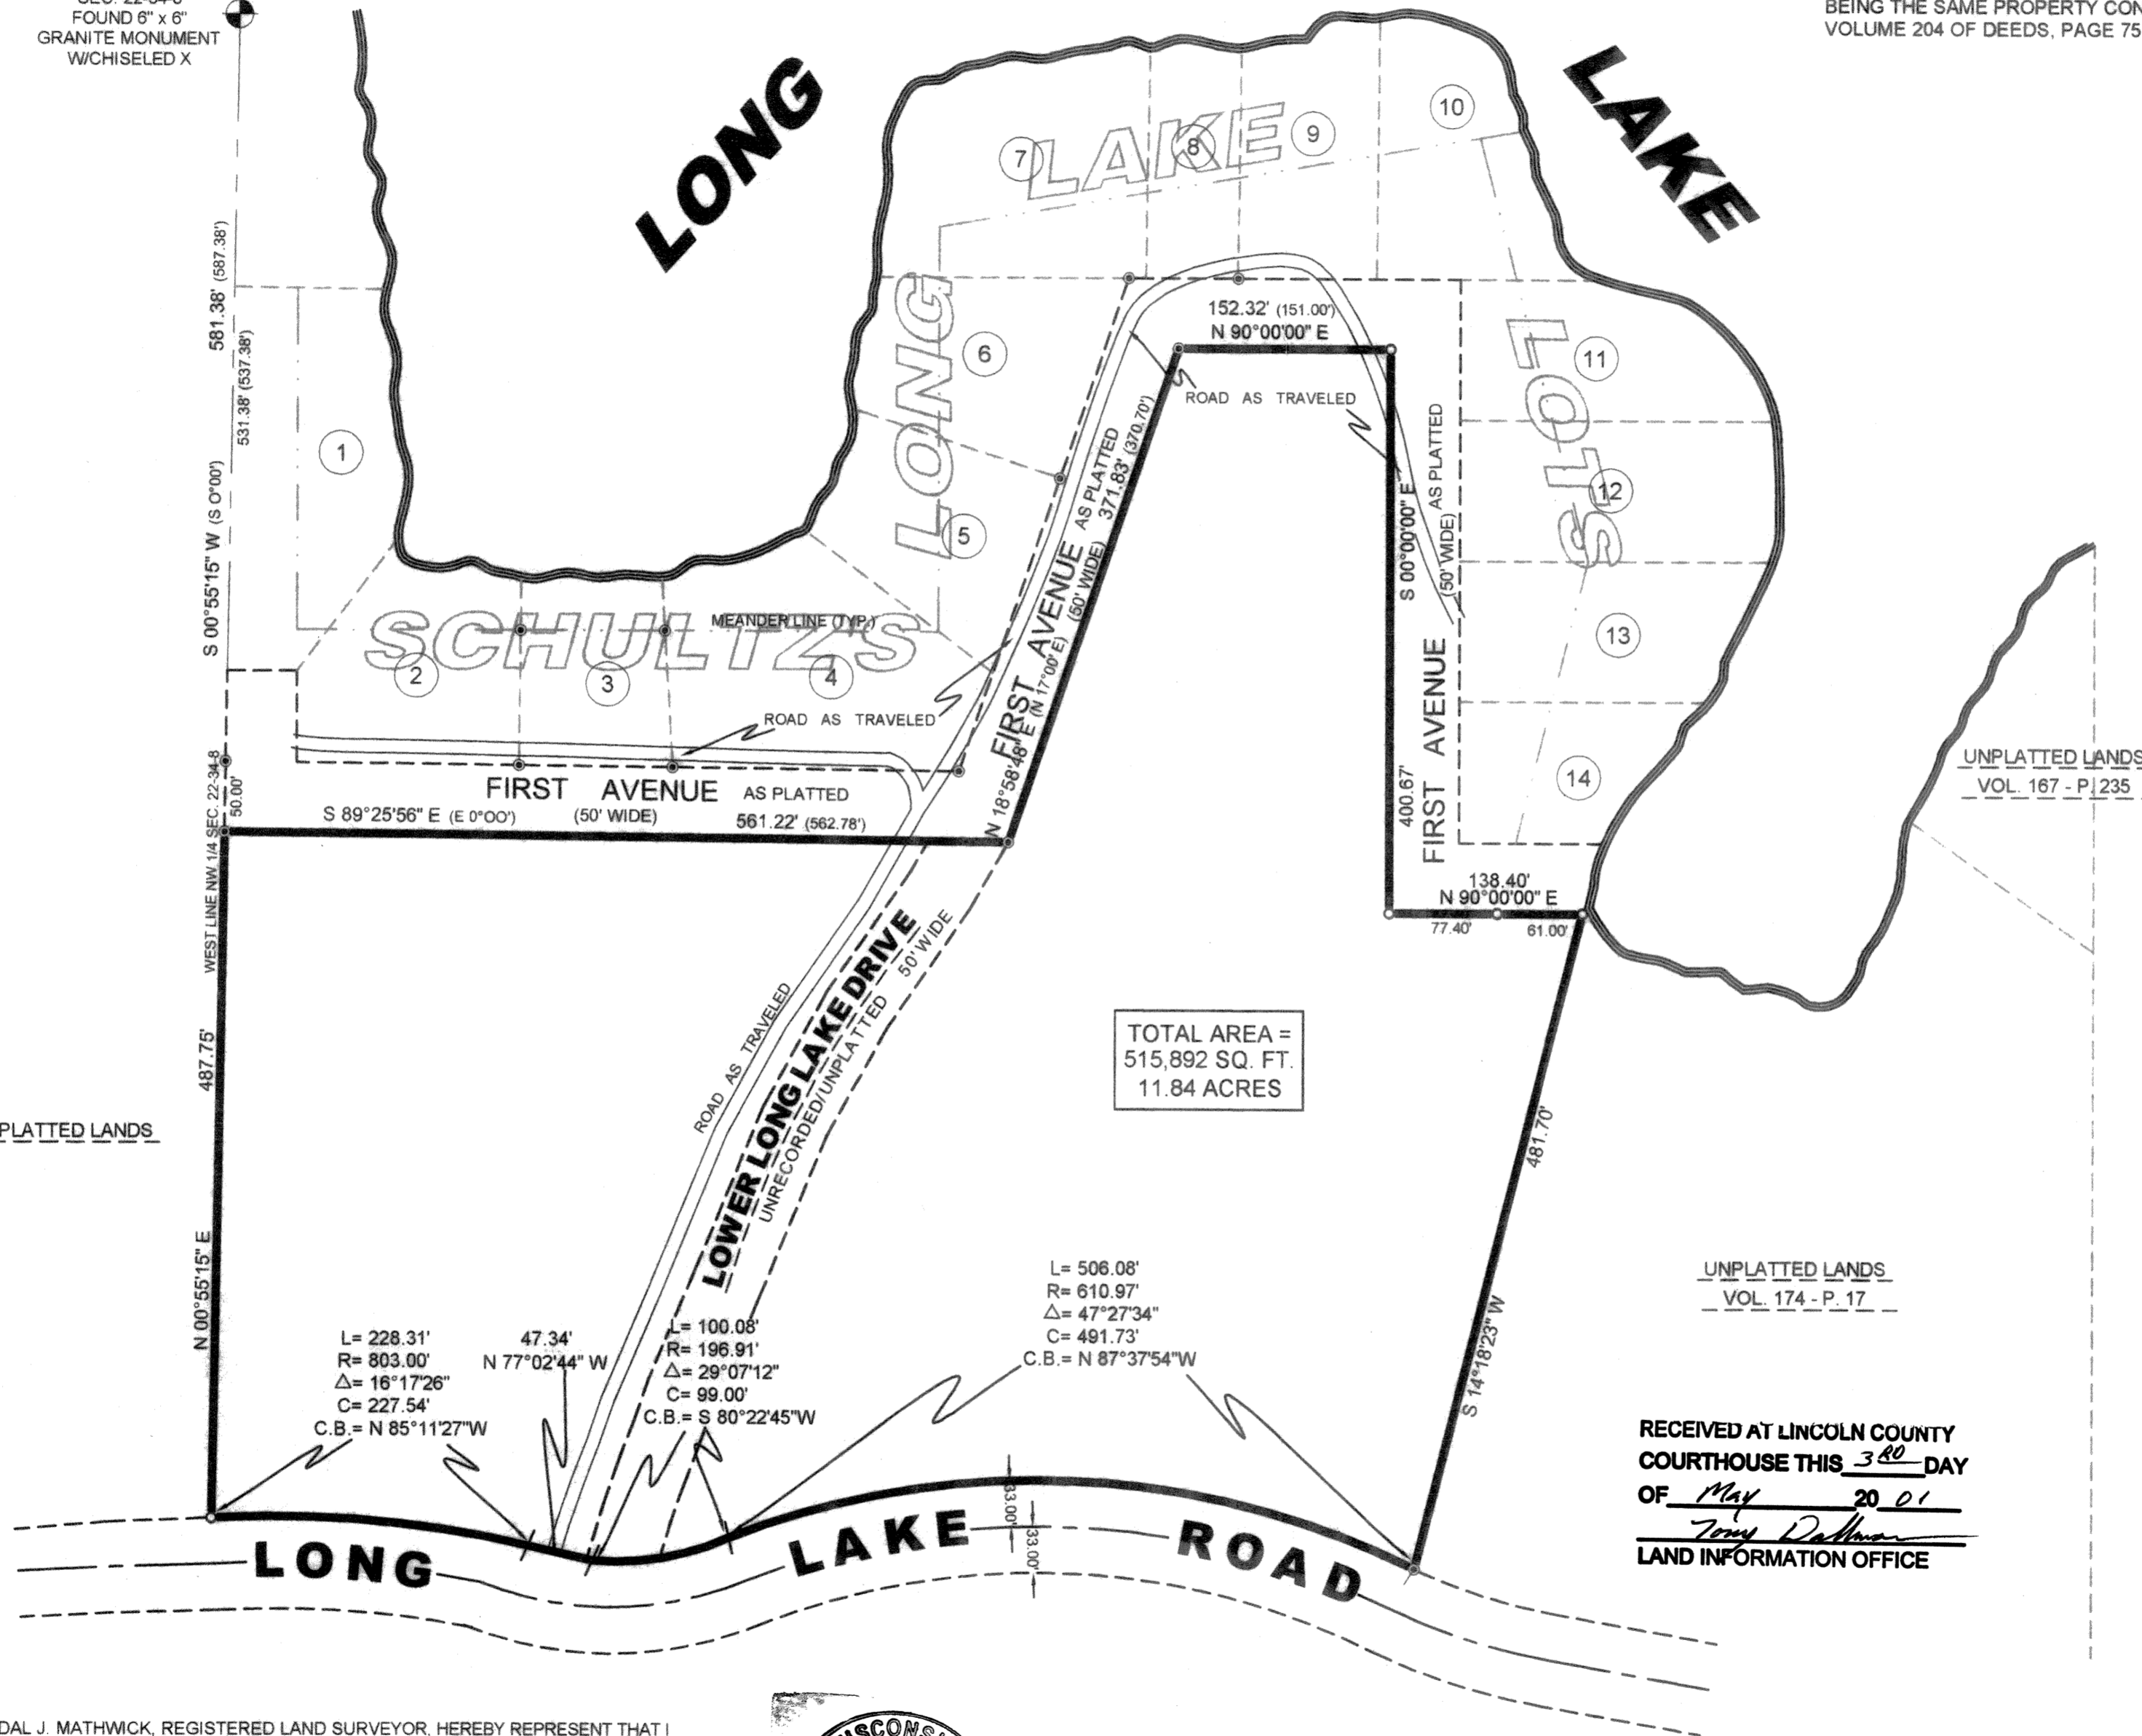 FOUND 6" x 6"
GRANITE MONUMENT
W/CHISELED X
BEING THE SAME PROPERTY CON
VOLUME 204 OF DEEDS, PAGE 75
LONG
LAKE
SCHULTZ'S
LONG
LAKE
LOTS
1
2
3
4
5
6
7
8
9
10
11
12
13
14
581.38' (587.38')
531.38' (537.38')
S 00°55'15" W (S 0°00')
MEANDER LINE (TYP.)
ROAD AS TRAVELED
152.32' (151.00')
N 90°00'00" E
ROAD AS TRAVELED
FIRST AVENUE AS PLATTED
(50' WIDE) 371.83' (370.70')
N 18°58'48" E (N 17°00' E)
S 00°00'00" E
400.67'
FIRST AVENUE (50' WIDE) AS PLATTED
FIRST AVENUE AS PLATTED
S 89°25'56" E (E 0°OO') (50' WIDE) 561.22' (562.78')
50.00'
WEST LINE NW 1/4 SEC. 22-34-8
138.40'
N 90°00'00" E
77.40' 61.00'
UNPLATTED LANDS
VOL. 167 - P. 235
487.75'
N 00°55'15" E
PLATTED LANDS
ROAD AS TRAVELED
LOWER LONG LAKE DRIVE
UNRECORDED/UNPLATTED 50' WIDE
TOTAL AREA =
515,892 SQ. FT.
11.84 ACRES
481.70'
S 14°18'23" W
UNPLATTED LANDS
VOL. 174 - P. 17
L= 228.31'
R= 803.00'
△= 16°17'26"
C= 227.54'
C.B.= N 85°11'27"W
47.34'
N 77°02'44" W
L= 100.08'
R= 196.91'
△= 29°07'12"
C= 99.00'
C.B.= S 80°22'45"W
L= 506.08'
R= 610.97'
△= 47°27'34"
C= 491.73'
C.B.= N 87°37'54"W
33.00'
33.00'
LONG LAKE ROAD
RECEIVED AT LINCOLN COUNTY
COURTHOUSE THIS 3RD DAY
OF May 20 01
Tony Dallman
LAND INFORMATION OFFICE
DAL J. MATHWICK, REGISTERED LAND SURVEYOR, HEREBY REPRESENT THAT I